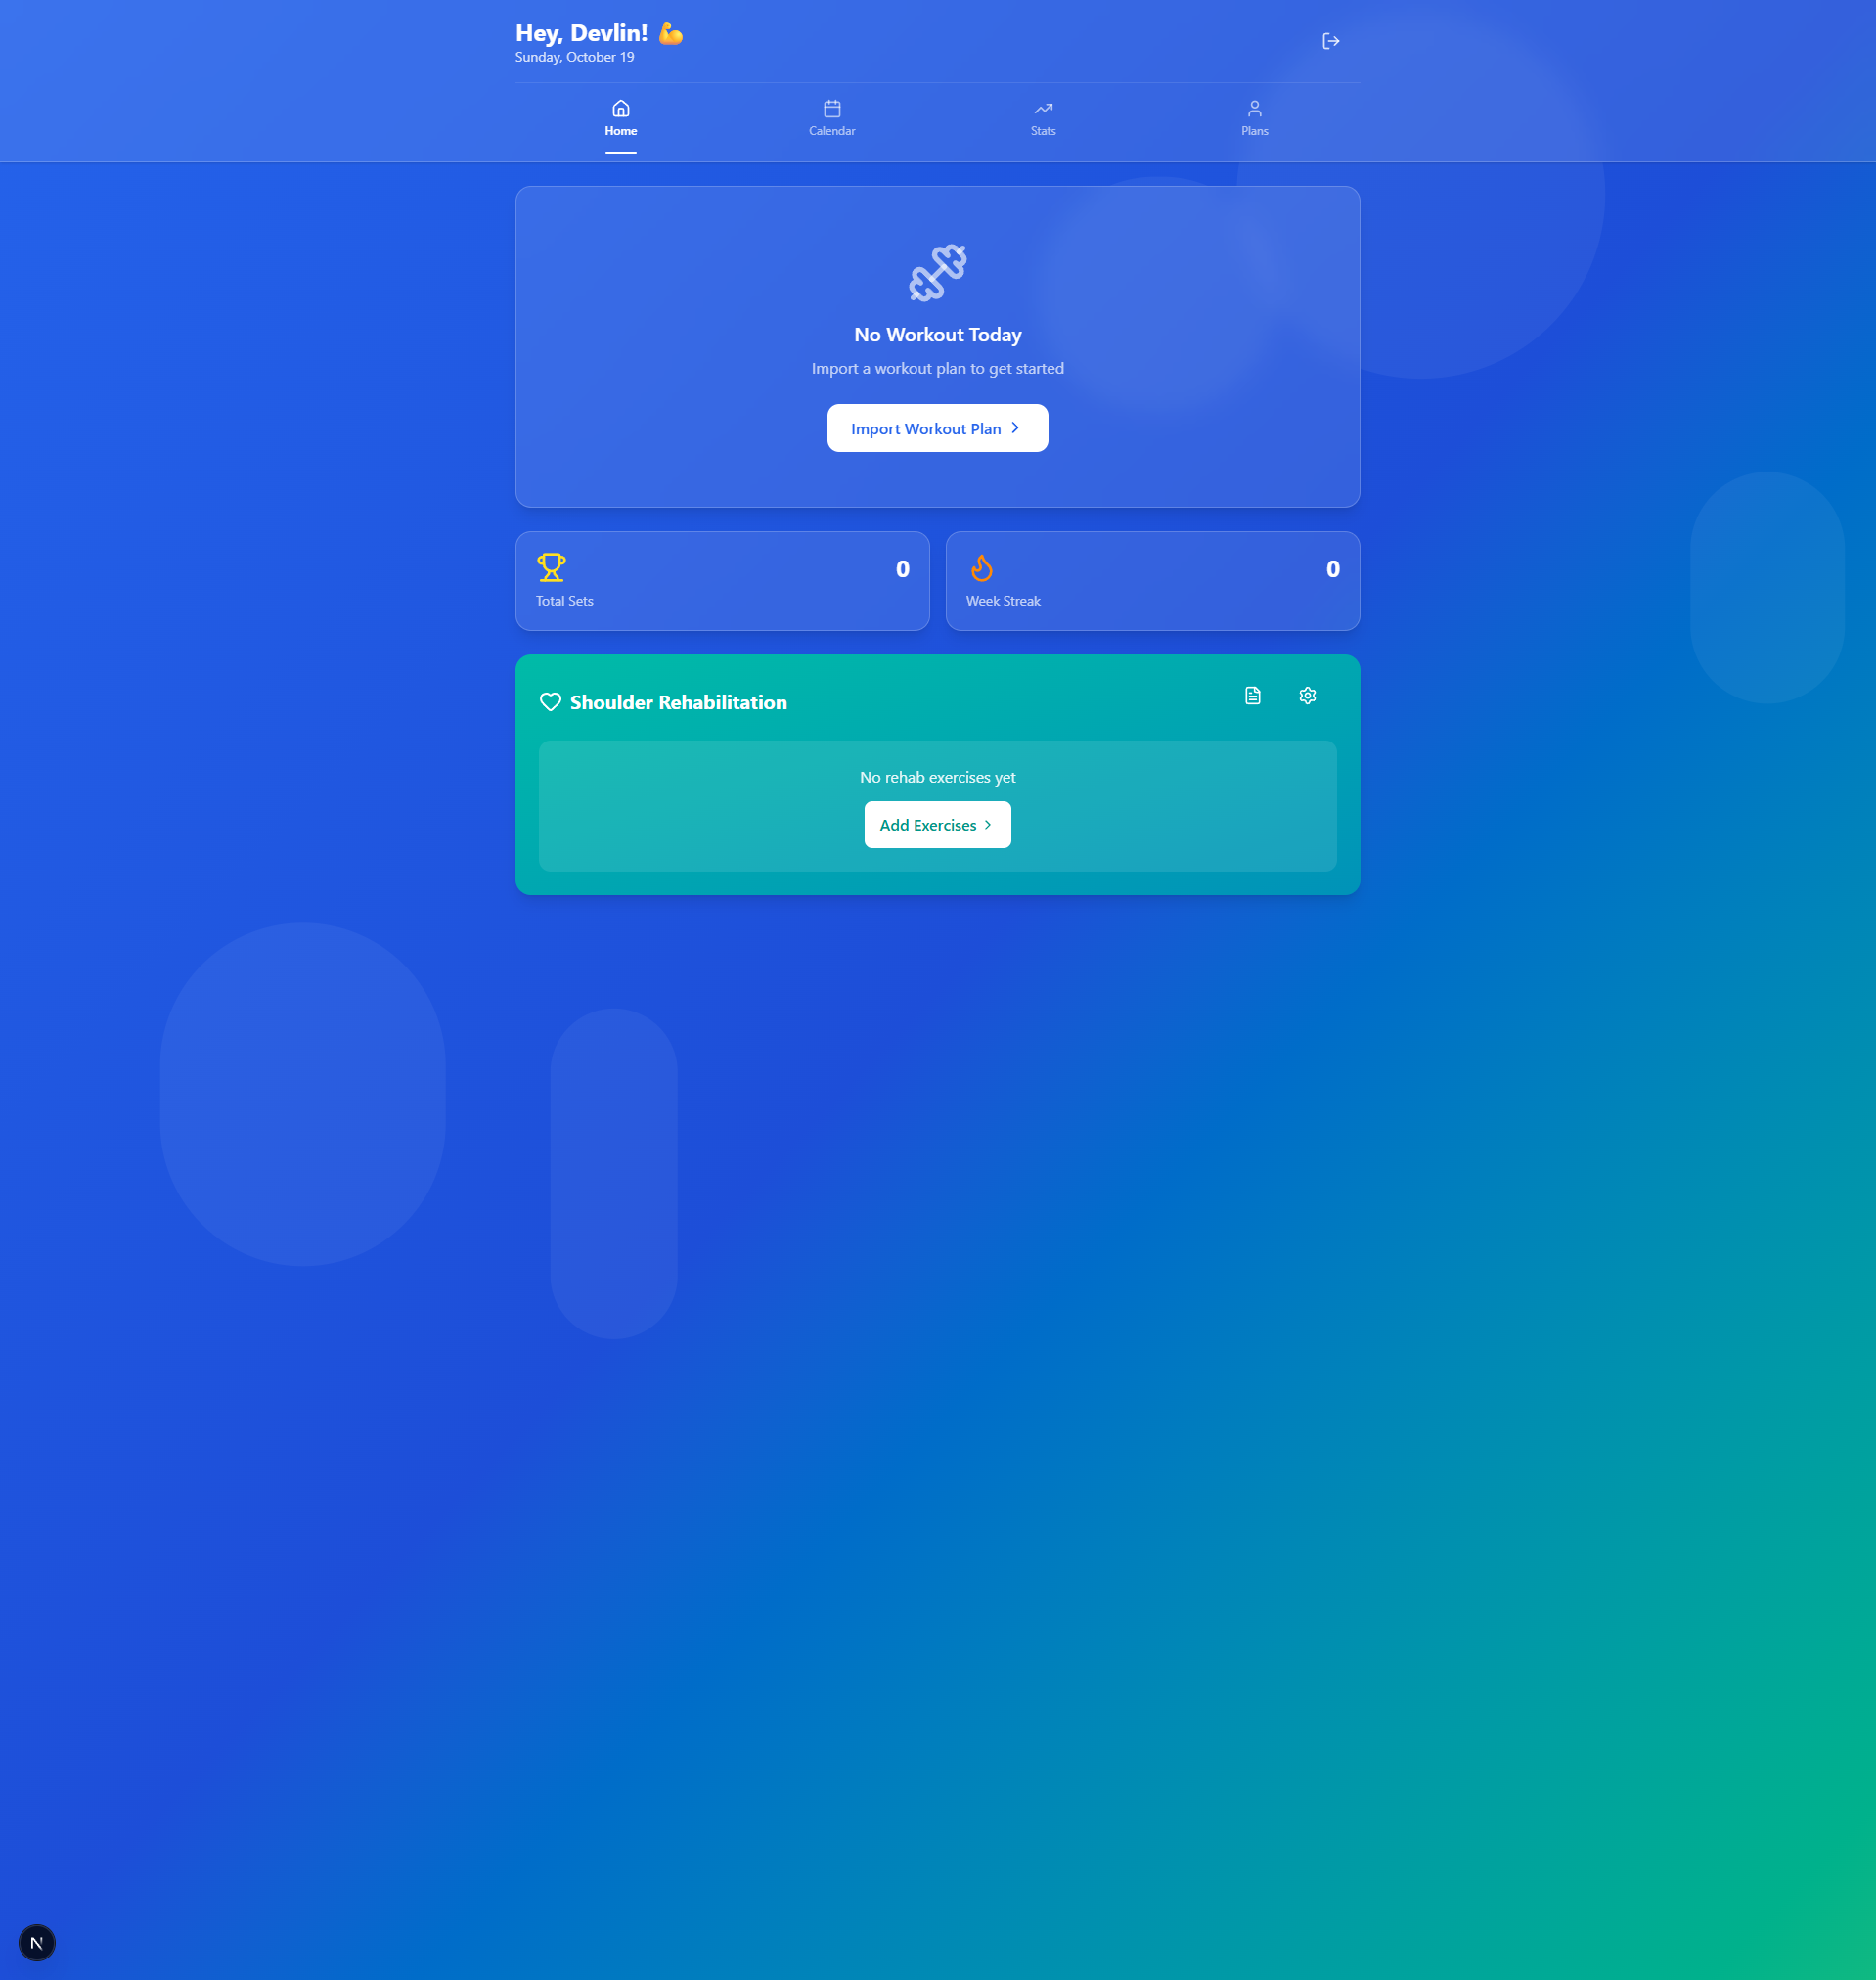 Hey, Devlin! 💪
Sunday, October 19
Home
Calendar
Stats
Plans
No Workout Today
Import a workout plan to get started
Import Workout Plan
0
Total Sets
0
Week Streak
Shoulder Rehabilitation
No rehab exercises yet
Add Exercises
N